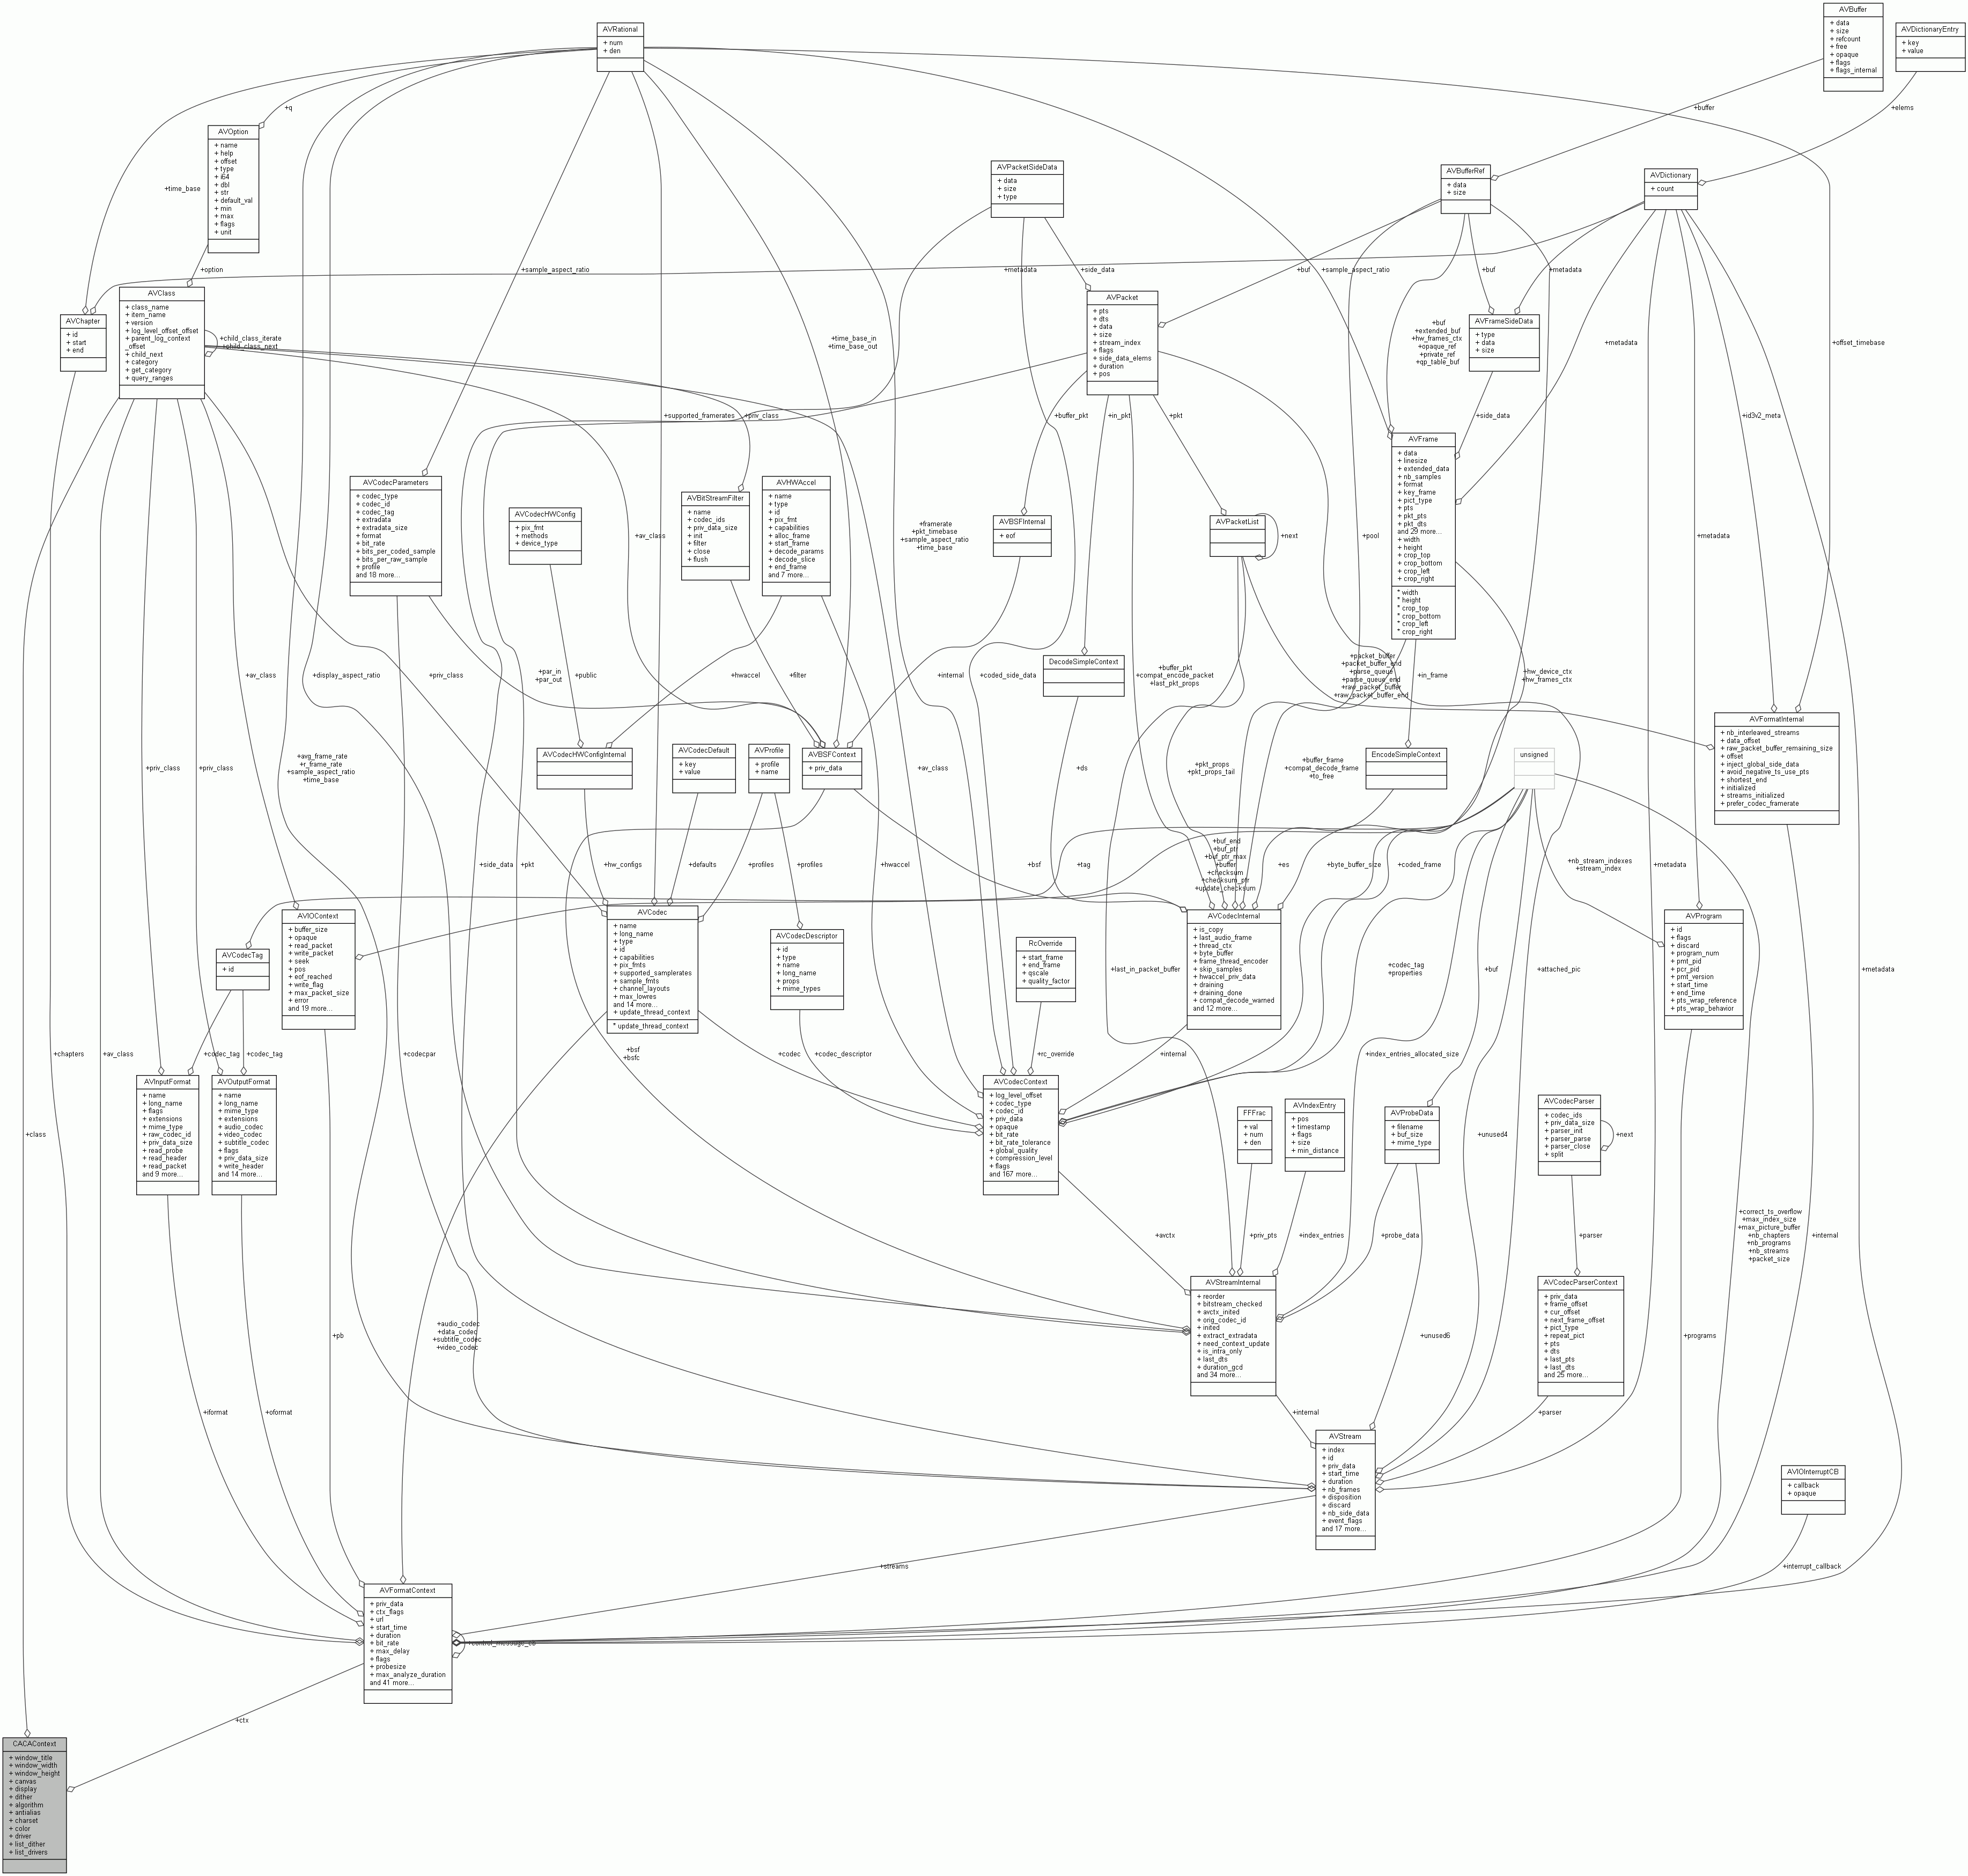 AVBuffer
+ data
+ size
+ refcount
+ free
+ opaque
+ flags
+ flags_internal
AVRational
+ num
+ den
AVDictionaryEntry
+ key
+ value
+q
+buffer
+elems
AVOption
+ name
+ help
+ offset
+ type
+ i64
+ dbl
+ str
+ default_val
+ min
+ max
+ flags
+ unit
+time_base
AVPacketSideData
+ data
+ size
+ type
AVBufferRef
+ data
+ size
AVDictionary
+ count
+option
+sample_aspect_ratio
+metadata
+side_data
+buf
+sample_aspect_ratio
+buf
+metadata
AVClass
+ class_name
+ item_name
+ version
+ log_level_offset_offset
+ parent_log_context
_offset
+ child_next
+ category
+ get_category
+ query_ranges
+child_class_iterate
+child_class_next
AVChapter
+ id
+ start
+ end
AVPacket
+ pts
+ dts
+ data
+ size
+ stream_index
+ flags
+ side_data_elems
+ duration
+ pos
AVFrameSideData
+ type
+ data
+ size
+time_base_in
+time_base_out
+buf
+extended_buf
+hw_frames_ctx
+opaque_ref
+private_ref
+qp_table_buf
+metadata
+offset_timebase
+supported_framerates
+priv_class
+buffer_pkt
+in_pkt
+pkt
+side_data
+id3v2_meta
AVFrame
+ data
+ linesize
+ extended_data
+ nb_samples
+ format
+ key_frame
+ pict_type
+ pts
+ pkt_pts
+ pkt_dts
and 29 more...
+ width
+ height
+ crop_top
+ crop_bottom
+ crop_left
+ crop_right
* width
* height
* crop_top
* crop_bottom
* crop_left
* crop_right
AVCodecParameters
+ codec_type
+ codec_id
+ codec_tag
+ extradata
+ extradata_size
+ format
+ bit_rate
+ bits_per_coded_sample
+ bits_per_raw_sample
+ profile
and 18 more...
AVCodecHWConfig
+ pix_fmt
+ methods
+ device_type
AVBitStreamFilter
+ name
+ codec_ids
+ priv_data_size
+ init
+ filter
+ close
+ flush
AVHWAccel
+ name
+ type
+ id
+ pix_fmt
+ capabilities
+ alloc_frame
+ start_frame
+ decode_params
+ decode_slice
+ end_frame
and 7 more...
+av_class
+framerate
+pkt_timebase
+sample_aspect_ratio
+time_base
AVBSFInternal
+ eof
AVPacketList
+next
+pool
+metadata
+av_class
+display_aspect_ratio
+priv_class
+par_in
+par_out
+public
+hwaccel
+filter
+internal
+coded_side_data
DecodeSimpleContext
+buffer_pkt
+compat_encode_packet
+last_pkt_props
+packet_buffer
+packet_buffer_end
+parse_queue
+parse_queue_end
+raw_packet_buffer
+raw_packet_buffer_end
+in_frame
+hw_device_ctx
+hw_frames_ctx
AVFormatInternal
+ nb_interleaved_streams
+ data_offset
+ raw_packet_buffer_remaining_size
+ offset
+ inject_global_side_data
+ avoid_negative_ts_use_pts
+ shortest_end
+ initialized
+ streams_initialized
+ prefer_codec_framerate
+priv_class
+priv_class
+avg_frame_rate
+r_frame_rate
+sample_aspect_ratio
+time_base
AVCodecHWConfigInternal
AVCodecDefault
+ key
+ value
AVProfile
+ profile
+ name
AVBSFContext
+ priv_data
+av_class
+ds
+pkt_props
+pkt_props_tail
+buffer_frame
+compat_decode_frame
+to_free
EncodeSimpleContext
unsigned
+side_data
+pkt
+hw_configs
+defaults
+profiles
+profiles
+hwaccel
+bsf
+tag
+buf_end
+buf_ptr
+buf_ptr_max
+buffer
+checksum
+checksum_ptr
+update_checksum
+es
+byte_buffer_size
+coded_frame
+nb_stream_indexes
+stream_index
+metadata
AVIOContext
+ buffer_size
+ opaque
+ read_packet
+ write_packet
+ seek
+ pos
+ eof_reached
+ write_flag
+ max_packet_size
+ error
and 19 more...
AVCodecTag
+ id
AVCodec
+ name
+ long_name
+ type
+ id
+ capabilities
+ pix_fmts
+ supported_samplerates
+ sample_fmts
+ channel_layouts
+ max_lowres
and 14 more...
+ update_thread_context
* update_thread_context
AVCodecDescriptor
+ id
+ type
+ name
+ long_name
+ props
+ mime_types
RcOverride
+ start_frame
+ end_frame
+ qscale
+ quality_factor
+last_in_packet_buffer
AVCodecInternal
+ is_copy
+ last_audio_frame
+ thread_ctx
+ byte_buffer
+ frame_thread_encoder
+ skip_samples
+ hwaccel_priv_data
+ draining
+ draining_done
+ compat_decode_warned
and 12 more...
+codec_tag
+properties
+buf
+attached_pic
AVProgram
+ id
+ flags
+ discard
+ program_num
+ pmt_pid
+ pcr_pid
+ pmt_version
+ start_time
+ end_time
+ pts_wrap_reference
+ pts_wrap_behavior
+metadata
+chapters
+av_class
+codec_tag
+codec_tag
+codecpar
+bsf
+bsfc
+codec
+codec_descriptor
+rc_override
+internal
+index_entries_allocated_size
AVInputFormat
+ name
+ long_name
+ flags
+ extensions
+ mime_type
+ raw_codec_id
+ priv_data_size
+ read_probe
+ read_header
+ read_packet
and 9 more...
AVOutputFormat
+ name
+ long_name
+ mime_type
+ extensions
+ audio_codec
+ video_codec
+ subtitle_codec
+ flags
+ priv_data_size
+ write_header
and 14 more...
AVCodecContext
+ log_level_offset
+ codec_type
+ codec_id
+ priv_data
+ opaque
+ bit_rate
+ bit_rate_tolerance
+ global_quality
+ compression_level
+ flags
and 167 more...
FFFrac
+ val
+ num
+ den
AVIndexEntry
+ pos
+ timestamp
+ flags
+ size
+ min_distance
AVProbeData
+ filename
+ buf_size
+ mime_type
AVCodecParser
+ codec_ids
+ priv_data_size
+ parser_init
+ parser_parse
+ parser_close
+ split
+next
+class
+unused4
+avctx
+priv_pts
+index_entries
+probe_data
+parser
+correct_ts_overflow
+max_index_size
+max_picture_buffer
+nb_chapters
+nb_programs
+nb_streams
+packet_size
+internal
AVStreamInternal
+ reorder
+ bitstream_checked
+ avctx_inited
+ orig_codec_id
+ inited
+ extract_extradata
+ need_context_update
+ is_intra_only
+ last_dts
+ duration_gcd
and 34 more...
AVCodecParserContext
+ priv_data
+ frame_offset
+ cur_offset
+ next_frame_offset
+ pict_type
+ repeat_pict
+ pts
+ dts
+ last_pts
+ last_dts
and 25 more...
+pb
+audio_codec
+data_codec
+subtitle_codec
+video_codec
+unused6
+programs
+iformat
+oformat
+internal
+parser
AVStream
+ index
+ id
+ priv_data
+ start_time
+ duration
+ nb_frames
+ disposition
+ discard
+ nb_side_data
+ event_flags
and 17 more...
AVIOInterruptCB
+ callback
+ opaque
+streams
+interrupt_callback
AVFormatContext
+ priv_data
+ ctx_flags
+ url
+ start_time
+ duration
+ bit_rate
+ max_delay
+ flags
+ probesize
+ max_analyze_duration
and 41 more...
+control_message_cb
+ctx
CACAContext
+ window_title
+ window_width
+ window_height
+ canvas
+ display
+ dither
+ algorithm
+ antialias
+ charset
+ color
+ driver
+ list_dither
+ list_drivers